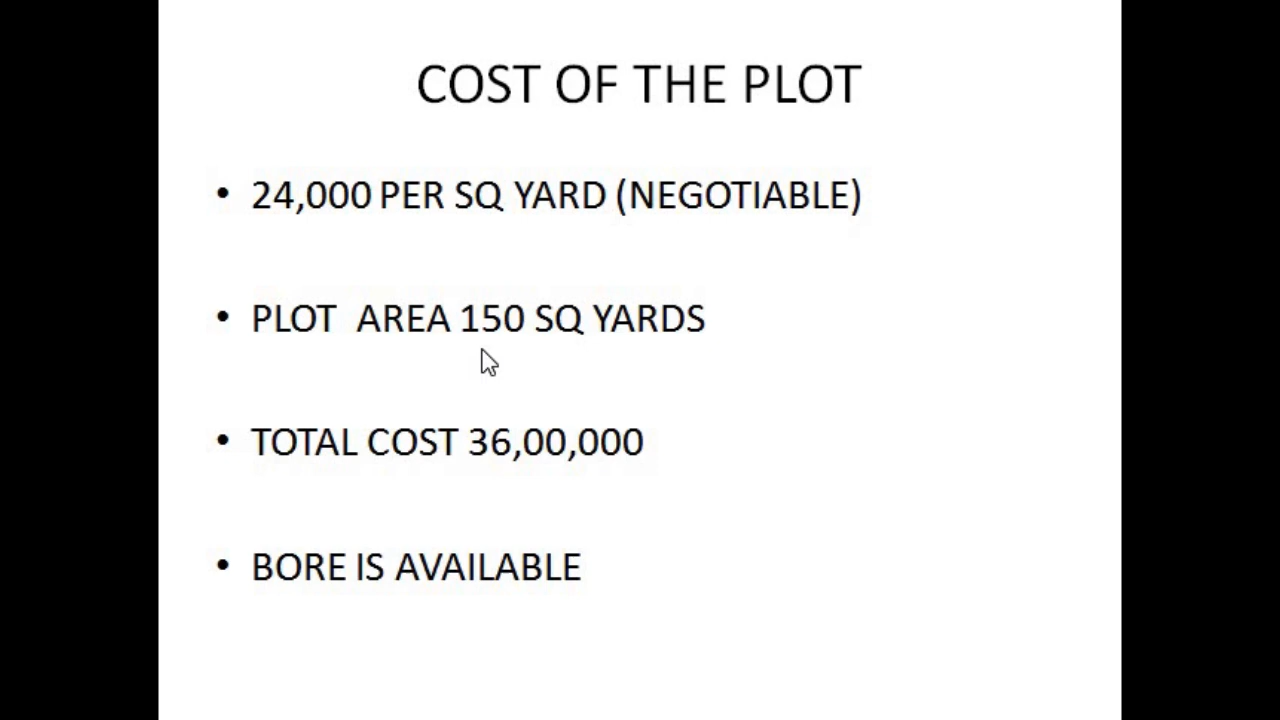 COST OF THE PLOT
• 24,000 PER SQ YARD (NEGOTIABLE)
• PLOT  AREA 150 SQ YARDS
• TOTAL COST 36,00,000
• BORE IS AVAILABLE